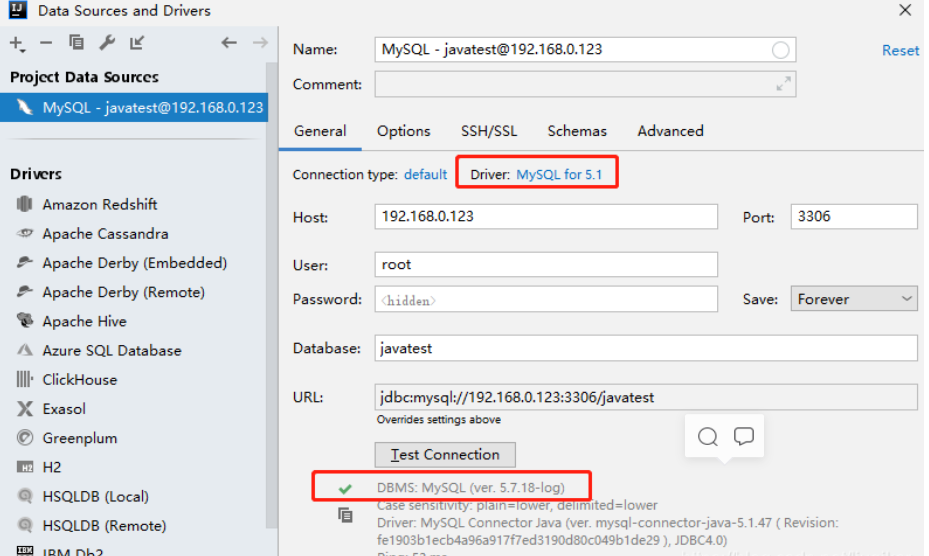 Data Sources and Drivers
Project Data Sources
MySQL - javatest@192.168.0.123
Drivers
Amazon Redshift
Apache Cassandra
Apache Derby (Embedded)
Apache Derby (Remote)
Apache Hive
Azure SQL Database
ClickHouse
Exasol
Greenplum
H2
HSQLDB (Local)
HSQLDB (Remote)
IBM Db2
Name: MySQL - javatest@192.168.0.123 Reset
Comment:
General Options SSH/SSL Schemas Advanced
Connection type: default Driver: MySQL for 5.1
Host: 192.168.0.123 Port: 3306
User: root
Password: <hidden> Save: Forever
Database: javatest
URL: jdbc:mysql://192.168.0.123:3306/javatest
Overrides settings above
Test Connection
DBMS: MySQL (ver. 5.7.18-log)
Case sensitivity: plain=lower, delimited=lower
Driver: MySQL Connector Java (ver. mysql-connector-java-5.1.47 ( Revision:
fe1903b1ecb4a96a917f7ed3190d80c049b1de29 ), JDBC4.0)
Ping: 52 ms